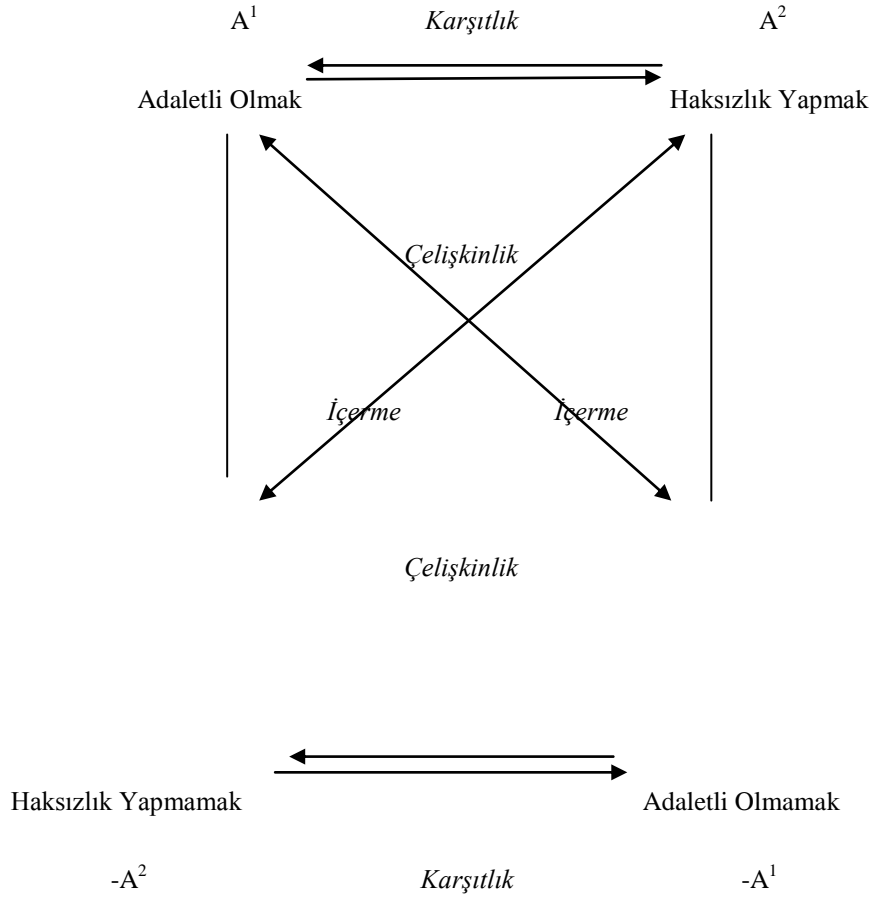 A¹ Karşıtlık A²
Adaletli Olmak Haksızlık Yapmak
Çelişkinlik
İçerme İçerme
Çelişkinlik
Haksızlık Yapmamak Adaletli Olmamak
-A² Karşıtlık -A¹